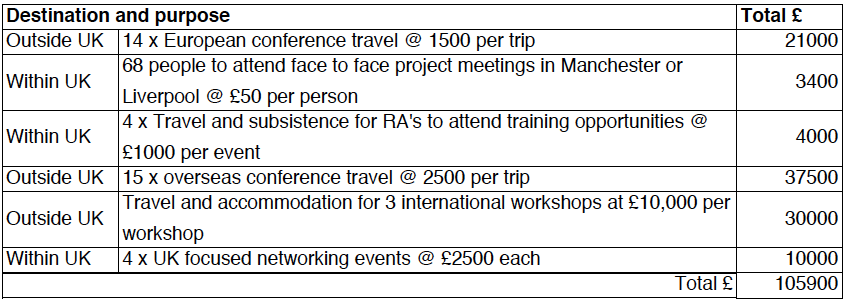 Destination and purpose Total £
Outside UK 14 x European conference travel @ 1500 per trip 21000
Within UK 68 people to attend face to face project meetings in Manchester or
Liverpool @ £50 per person 3400
Within UK 4 x Travel and subsistence for RA's to attend training opportunities @
£1000 per event 4000
Outside UK 15 x overseas conference travel @ 2500 per trip 37500
Outside UK Travel and accommodation for 3 international workshops at £10,000 per
workshop 30000
Within UK 4 x UK focused networking events @ £2500 each 10000
Total £ 105900